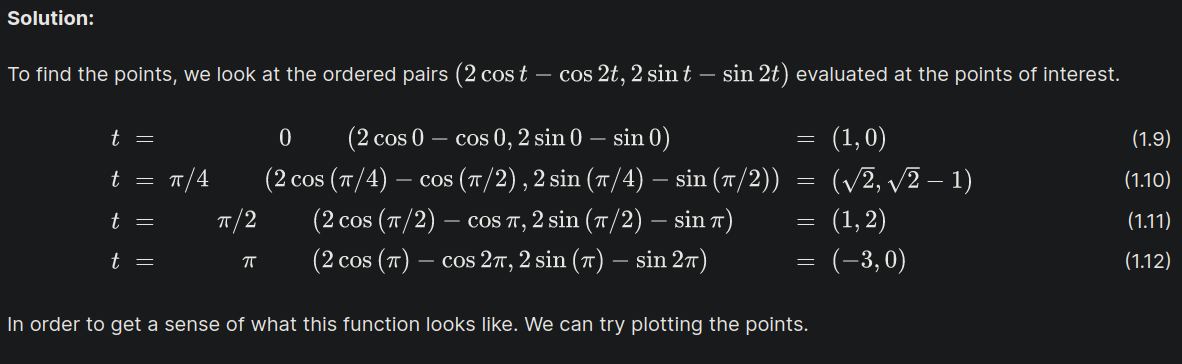 Solution:
To find the points, we look at the ordered pairs (2 cos t − cos 2t, 2 sin t − sin 2t) evaluated at the points of interest.
t = 0 (2 cos 0 − cos 0, 2 sin 0 − sin 0) = (1, 0) (1.9)
t = π/4 (2 cos (π/4) − cos (π/2) , 2 sin (π/4) − sin (π/2)) = (√2, √2 − 1) (1.10)
t = π/2 (2 cos (π/2) − cos π, 2 sin (π/2) − sin π) = (1, 2) (1.11)
t = π (2 cos (π) − cos 2π, 2 sin (π) − sin 2π) = (−3, 0) (1.12)
In order to get a sense of what this function looks like. We can try plotting the points.